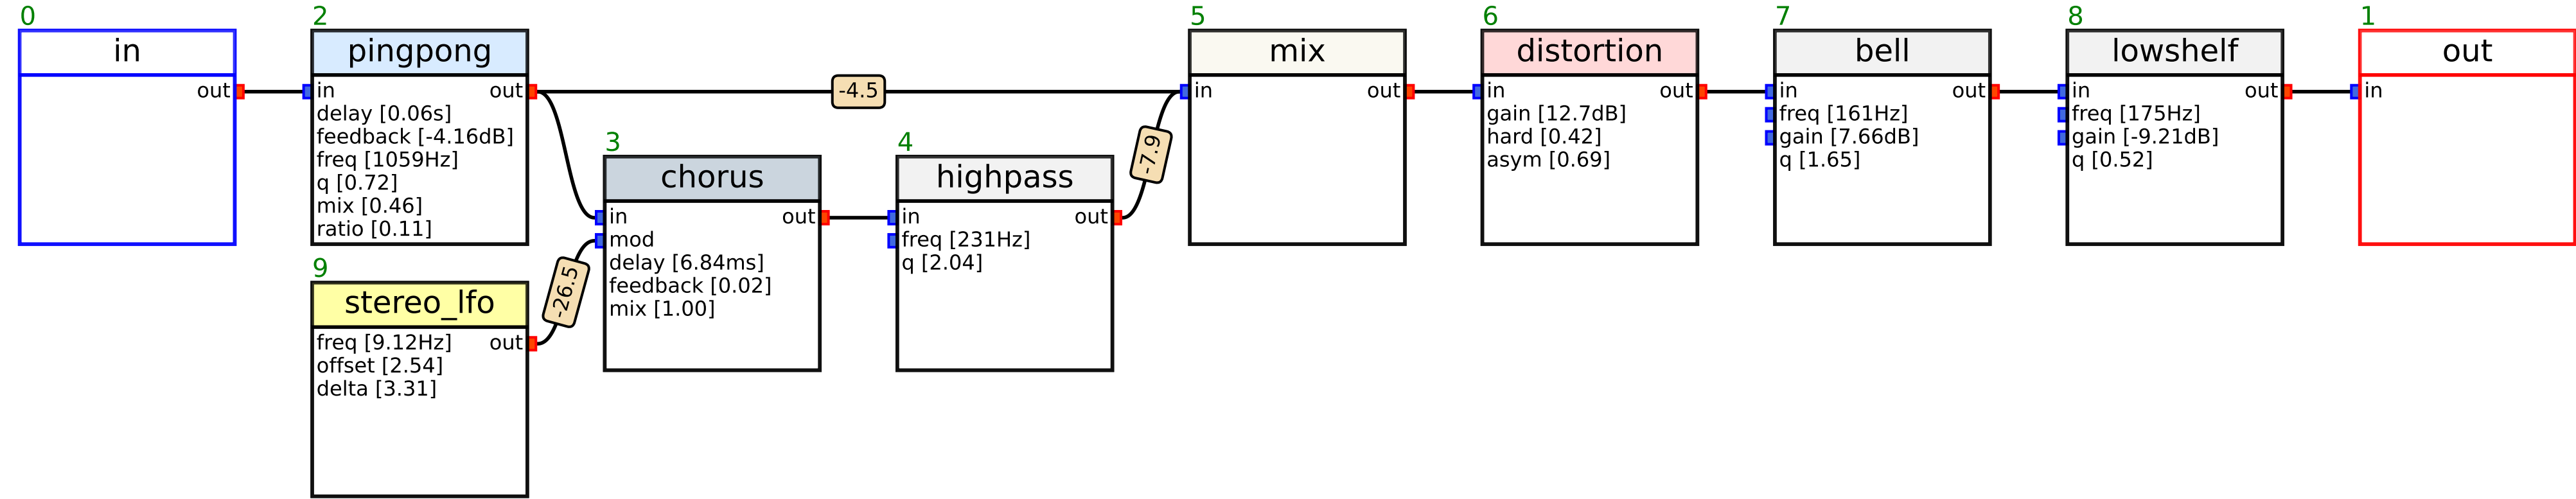 0
in
out
2
pingpong
in out
delay [0.06s]
feedback [-4.16dB]
freq [1059Hz]
q [0.72]
mix [0.46]
ratio [0.11]
-4.5
9
stereo_lfo
freq [9.12Hz] out
offset [2.54]
delta [3.31]
-26.5
3
chorus
in out
mod
delay [6.84ms]
feedback [0.02]
mix [1.00]
4
highpass
in out
freq [231Hz]
q [2.04]
-7.9
5
mix
in out
6
distortion
in out
gain [12.7dB]
hard [0.42]
asym [0.69]
7
bell
in out
freq [161Hz]
gain [7.66dB]
q [1.65]
8
lowshelf
in out
freq [175Hz]
gain [-9.21dB]
q [0.52]
1
out
in